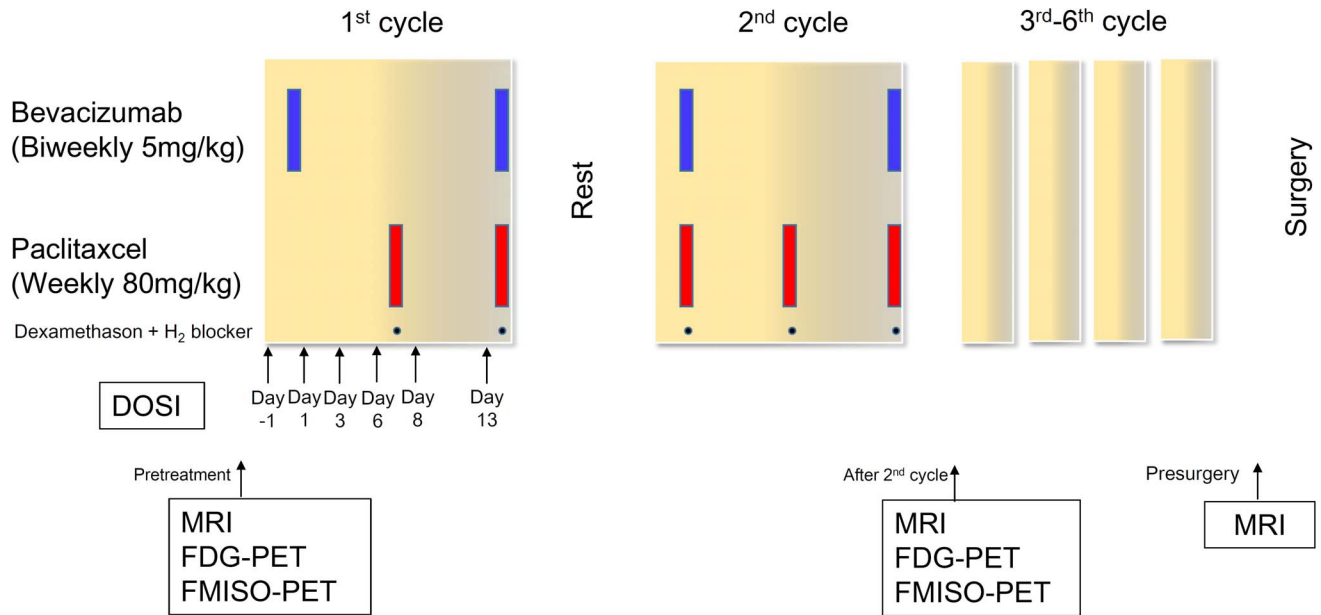 1st cycle
2nd cycle
3rd-6th cycle
Bevacizumab
(Biweekly 5mg/kg)
Rest
Surgery
Paclitaxcel
(Weekly 80mg/kg)
Dexamethason + H2 blocker
DOSI
Day
-1
Day
1
Day
3
Day
6
Day
8
Day
13
Pretreatment
MRI
FDG-PET
FMISO-PET
After 2nd cycle
MRI
FDG-PET
FMISO-PET
Presurgery
MRI